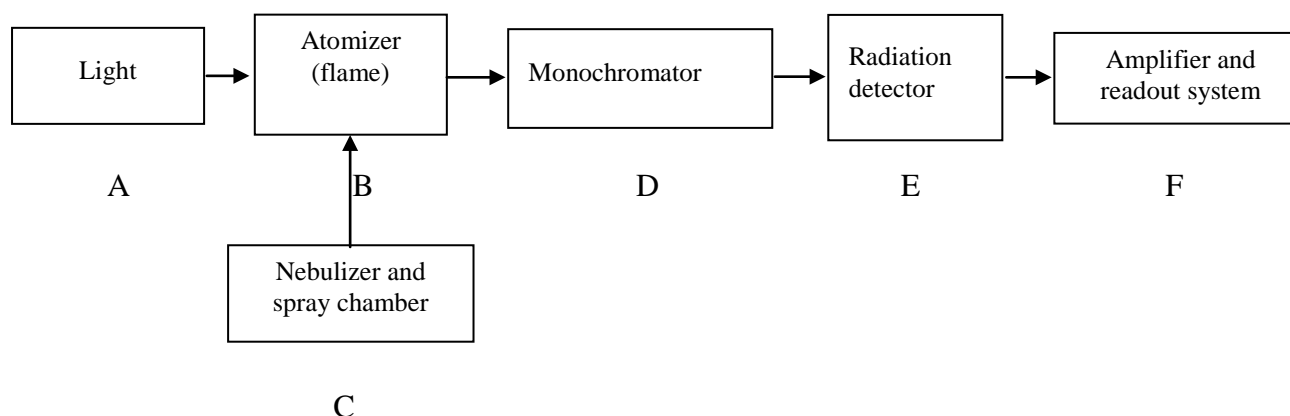 Light
Atomizer
(flame)
Monochromator
Radiation
detector
Amplifier and
readout system
A
B
D
E
F
Nebulizer and
spray chamber
C